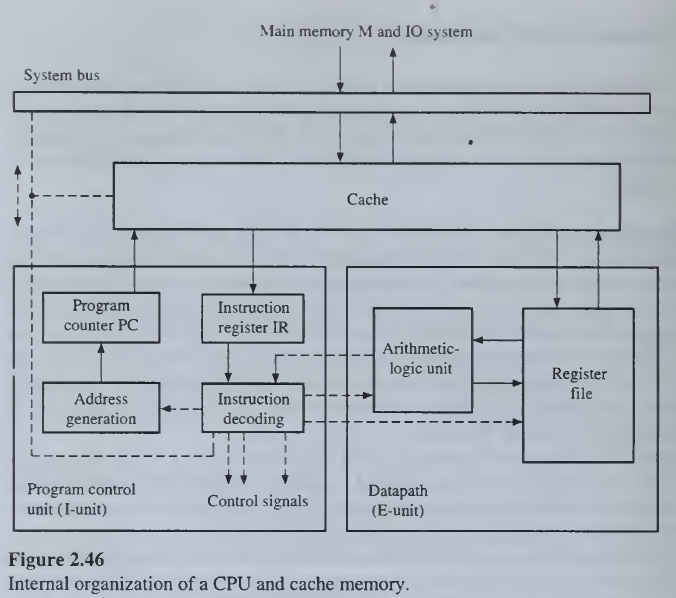 Main memory M and IO system
System bus
Cache
Program
counter PC
Instruction
register IR
Arithmetic-
logic unit
Register
file
Address
generation
Instruction
decoding
Program control
unit (I-unit)
Control signals
Datapath
(E-unit)
Figure 2.46
Internal organization of a CPU and cache memory.